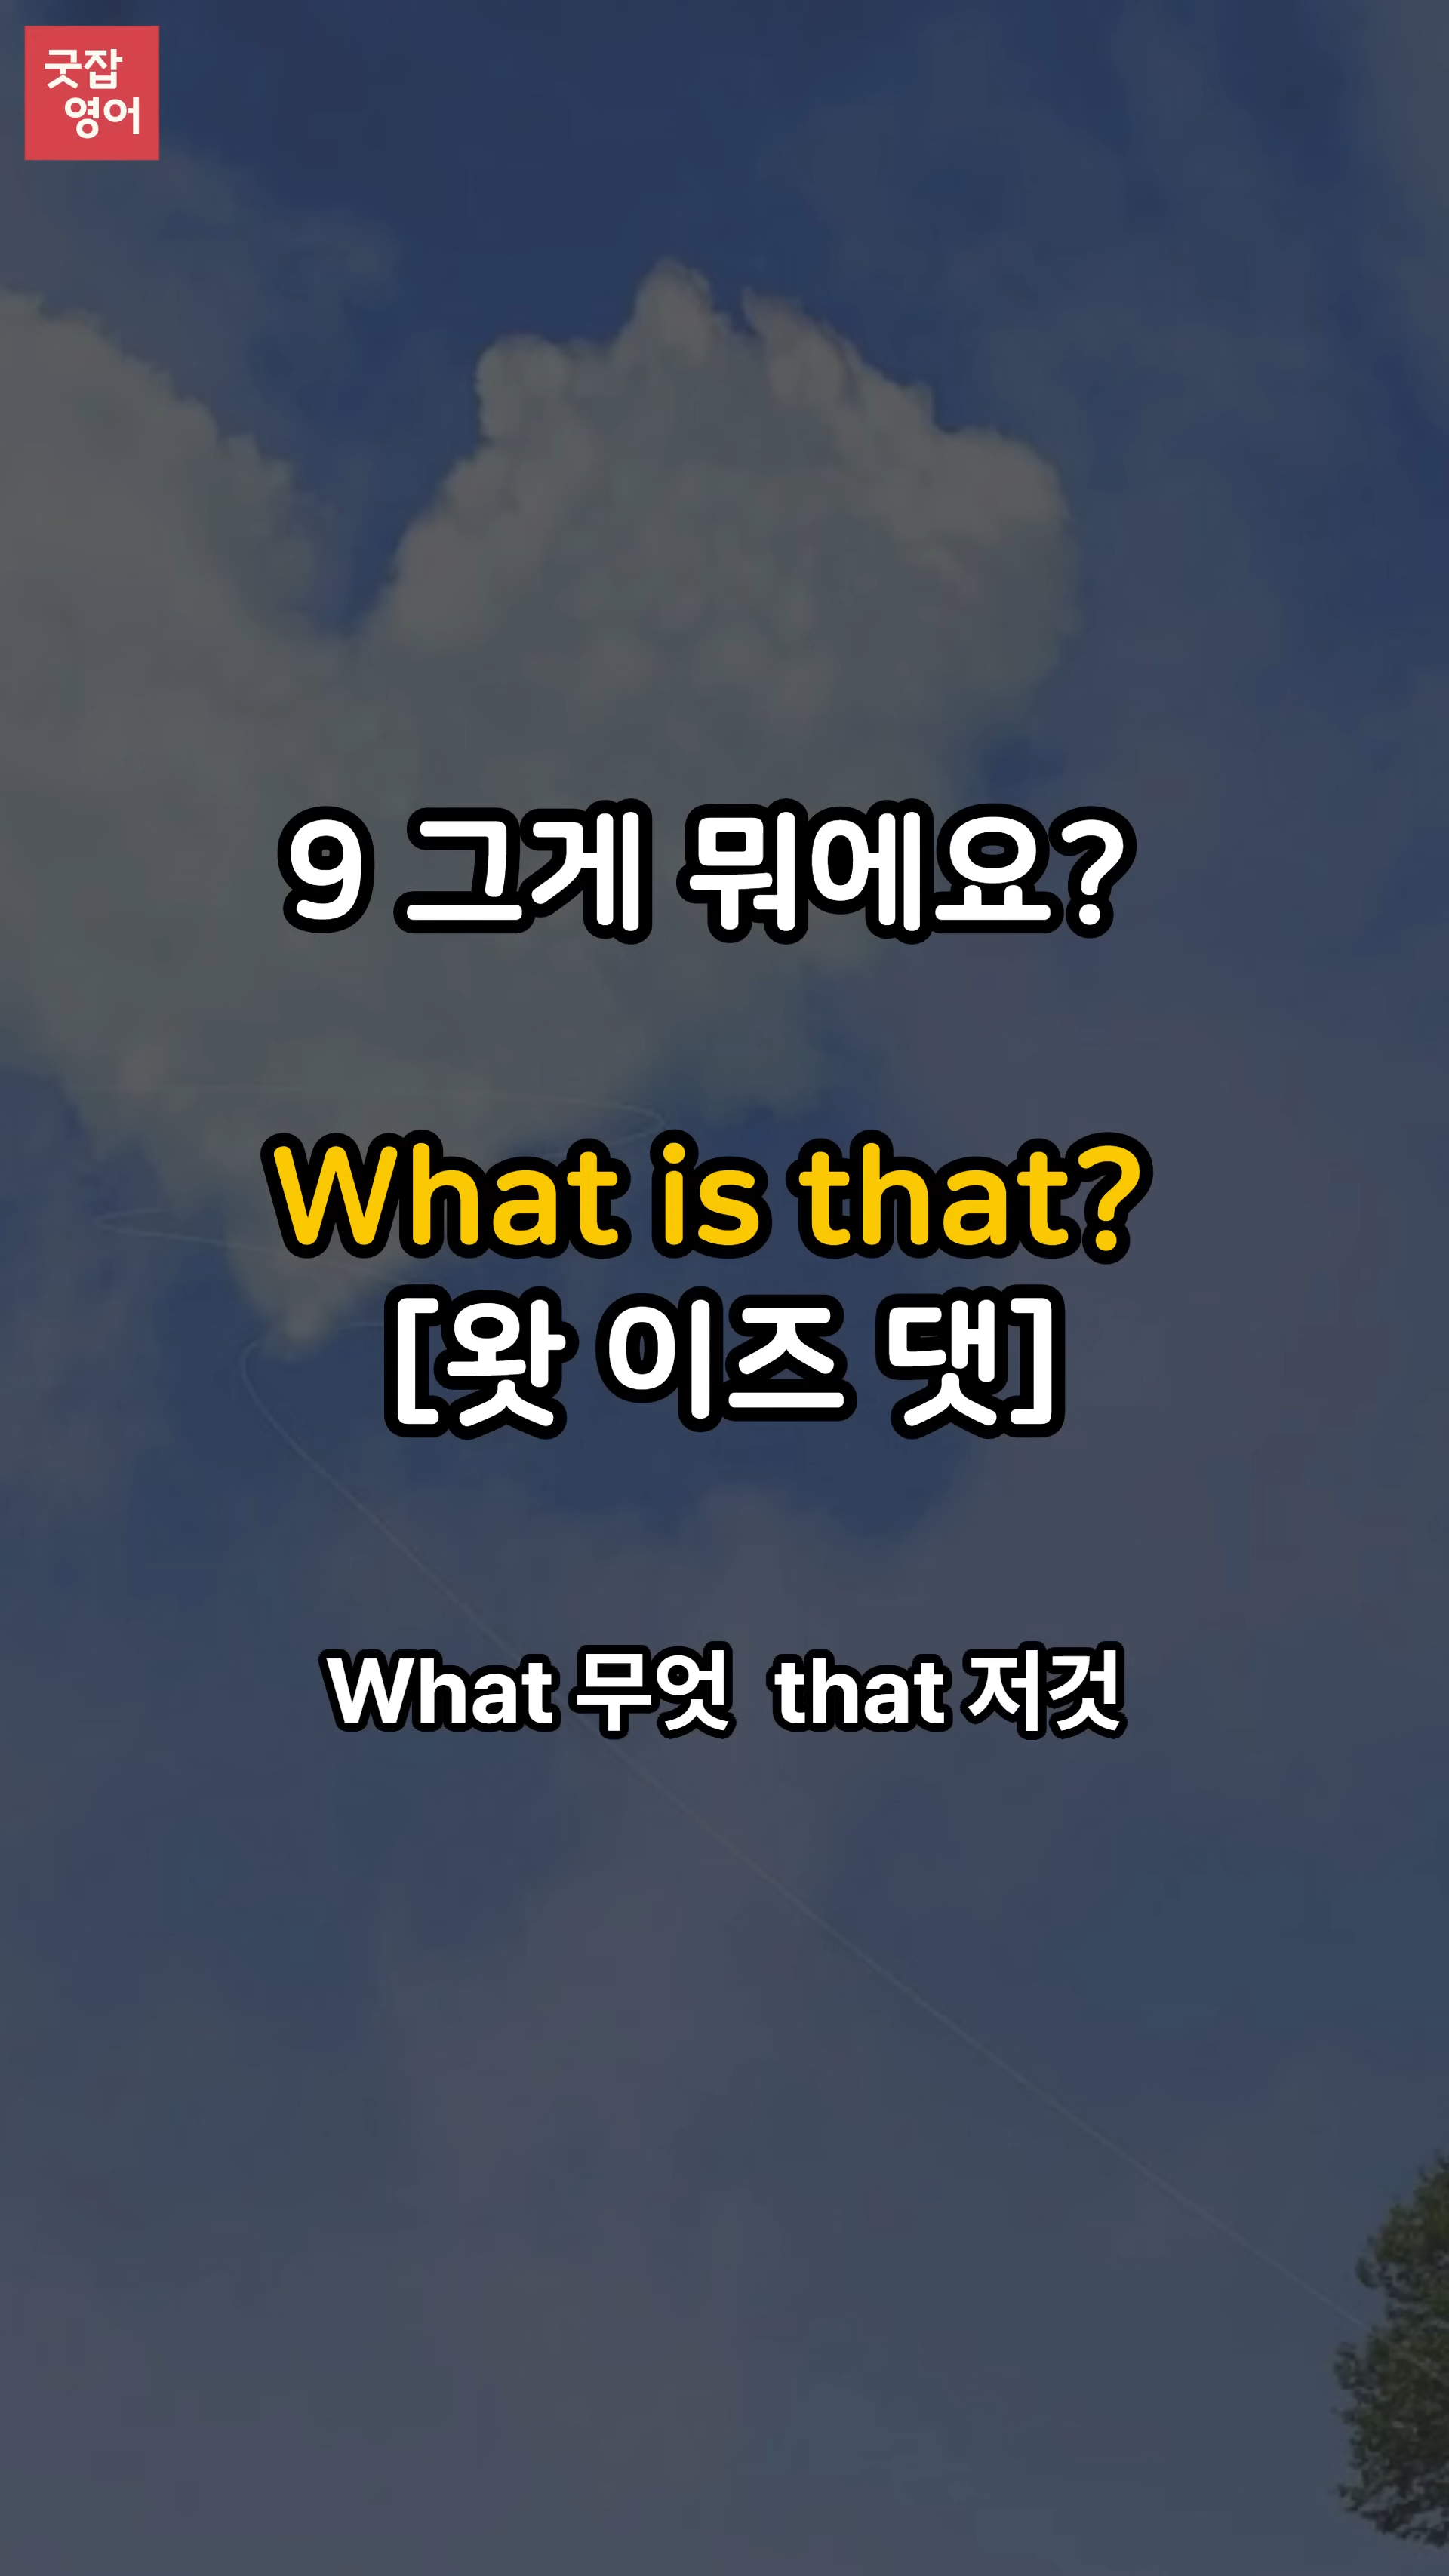 굿잡
영어
9 그게 뭐에요?
What is that?
[왓 이즈 댓]
What 무엇 that 저것